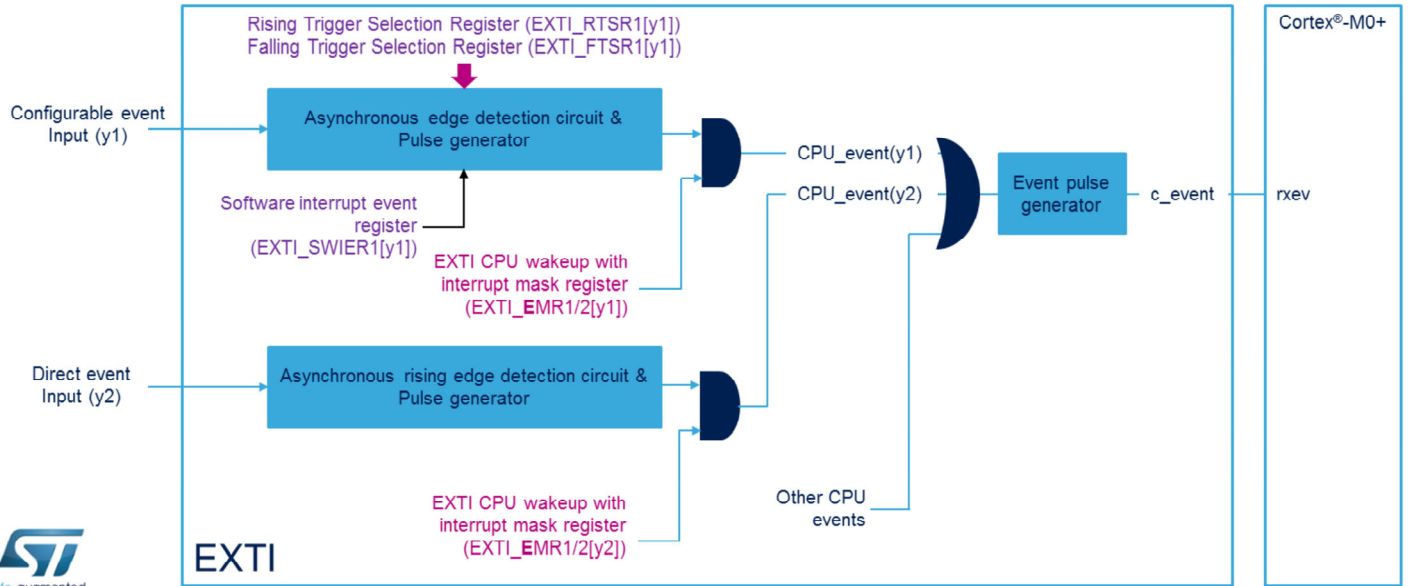 Rising Trigger Selection Register (EXTI_RTSR1[y1])
Falling Trigger Selection Register (EXTI_FTSR1[y1])
Cortex®-M0+
Configurable event
Input (y1)
Asynchronous edge detection circuit &
Pulse generator
CPU_event(y1)
CPU_event(y2)
Event pulse
generator
c_event
rxev
Software interrupt event
register
(EXTI_SWIER1[y1])
EXTI CPU wakeup with
interrupt mask register
(EXTI_EMR1/2[y1])
Direct event
Input (y2)
Asynchronous rising edge detection circuit &
Pulse generator
EXTI CPU wakeup with
interrupt mask register
(EXTI_EMR1/2[y2])
Other CPU
events
EXTI
ST